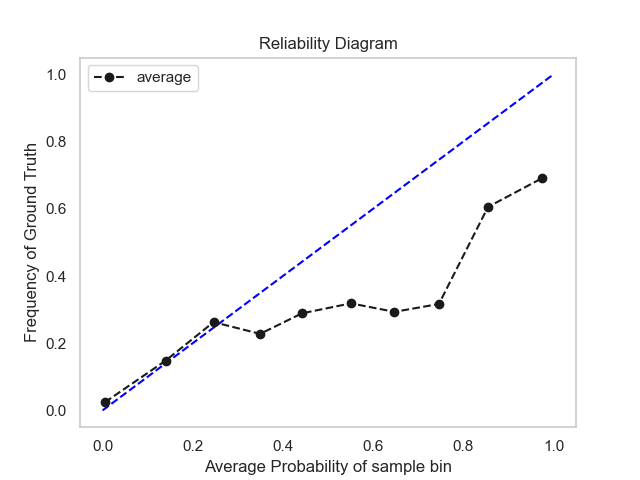 Reliability Diagram
average
Frequency of Ground Truth
1.0
0.8
0.6
0.4
0.2
0.0
0.0 0.2 0.4 0.6 0.8 1.0
Average Probability of sample bin